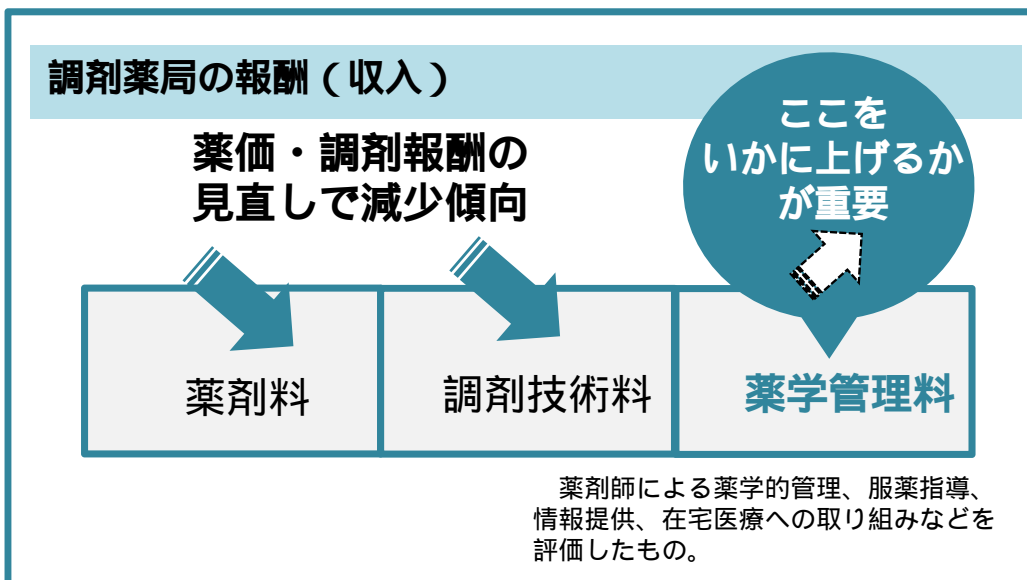 調剤薬局の報酬（収入）
薬価・調剤報酬の
見直しで減少傾向
ここを
いかに上げるか
が重要
薬剤料
調剤技術料
薬学管理料
薬剤師による薬学的管理、服薬指導、
情報提供、在宅医療への取り組みなどを
評価したもの。